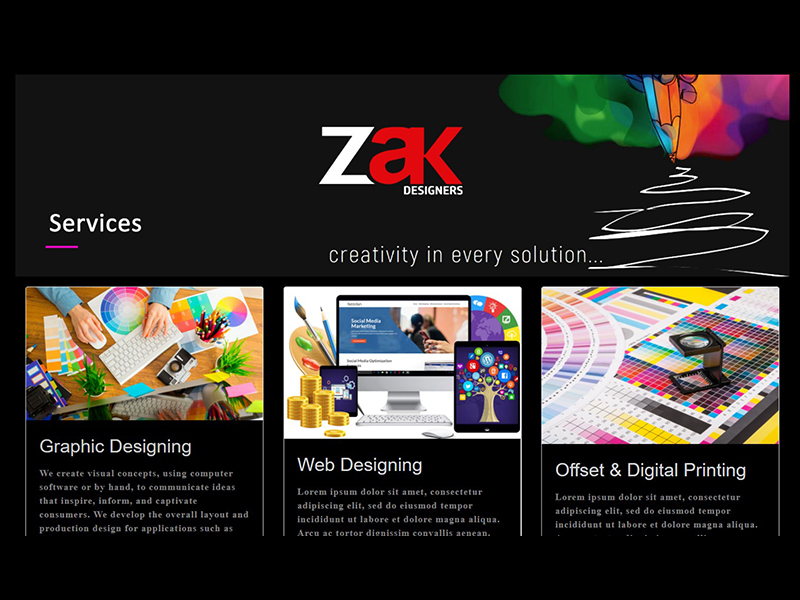 Zak
DESIGNERS
Services
creativity in every solution...
Social Media
Marketing
Social Media Optimization
Graphic Designing
We create visual concepts, using computer
software or by hand, to communicate ideas
that inspire, inform, and captivate
consumers. We develop the overall layout and
production design for applications such as
Web Designing
Lorem ipsum dolor sit amet, consectetur
adipiscing elit, sed do eiusmod tempor
incididunt ut labore et dolore magna aliqua.
Arcu ac tortor dignissim convallis aenean.
Offset & Digital Printing
Lorem ipsum dolor sit amet, consectetur
adipiscing elit, sed do eiusmod tempor
incididunt ut labore et dolore magna aliqua.